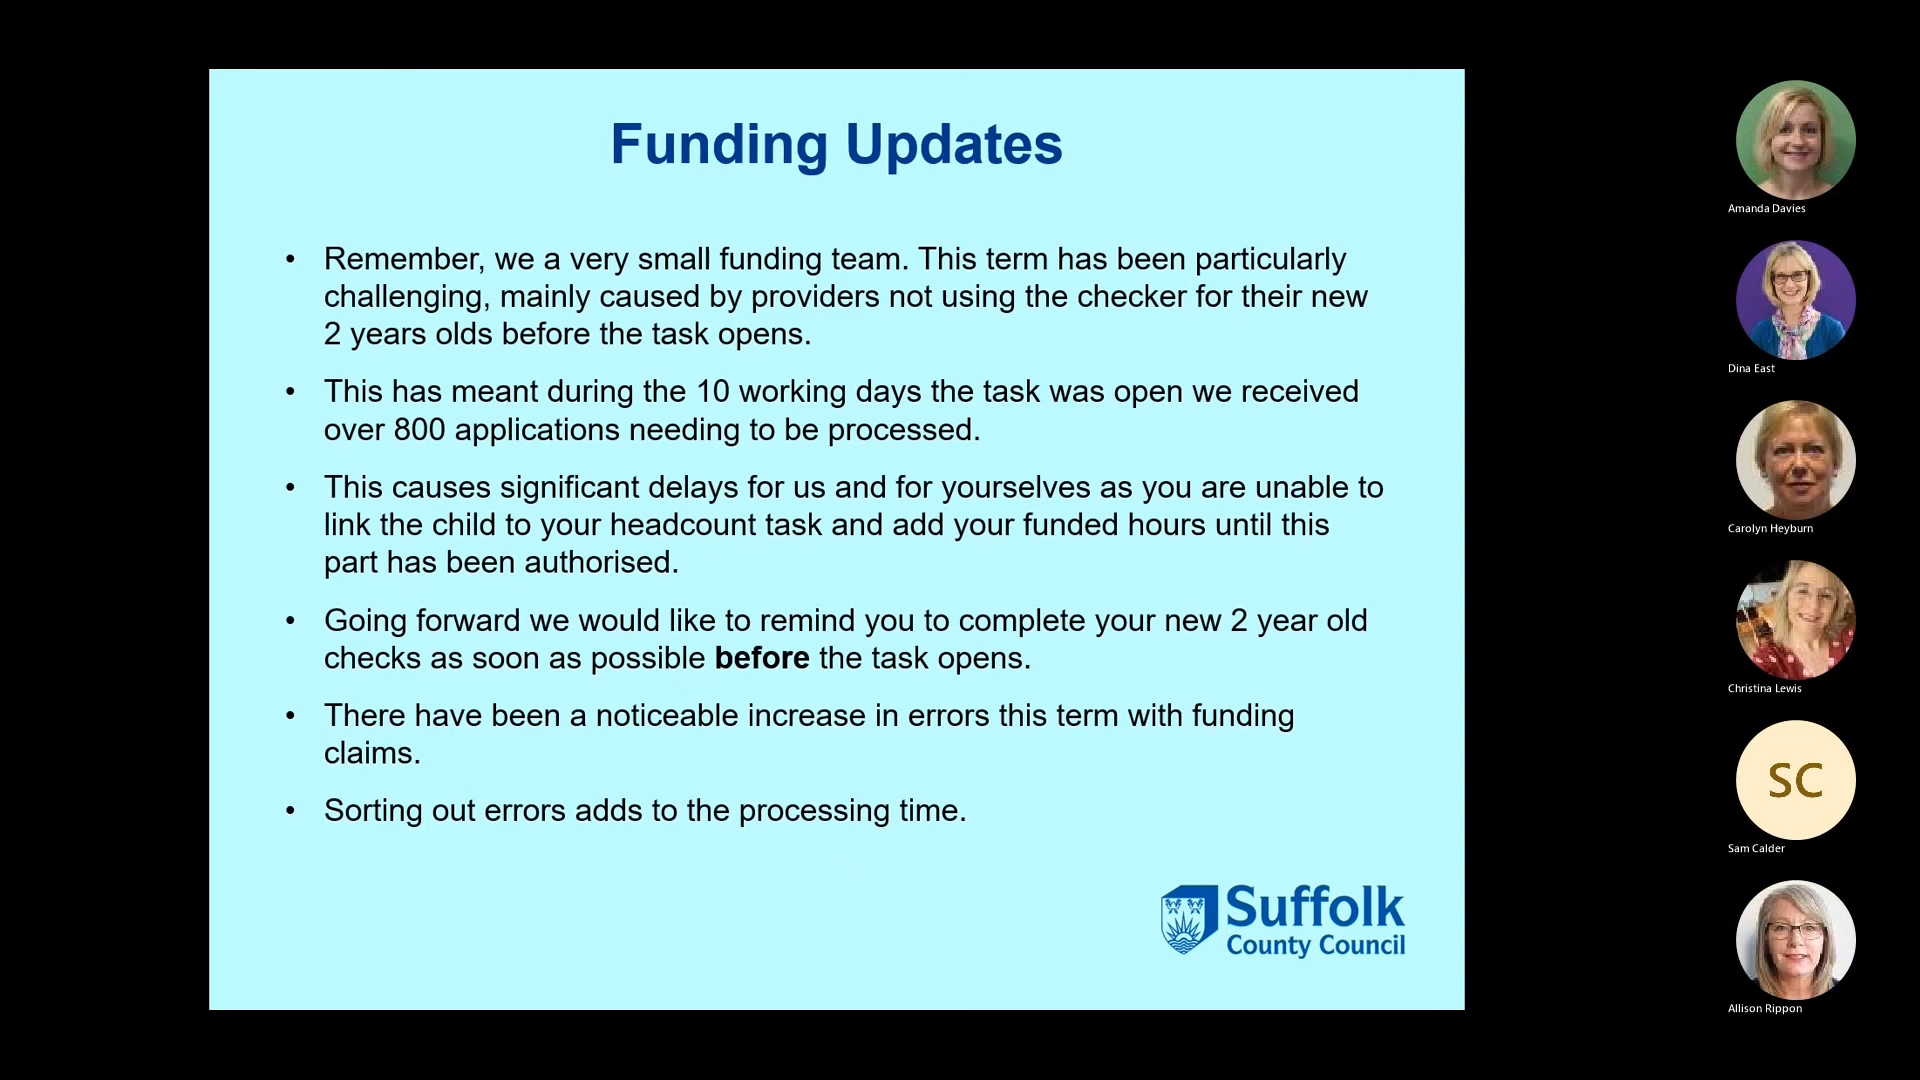 Funding Updates
• Remember, we a very small funding team. This term has been particularly
challenging, mainly caused by providers not using the checker for their new
2 years olds before the task opens.
• This has meant during the 10 working days the task was open we received
over 800 applications needing to be processed.
• This causes significant delays for us and for yourselves as you are unable to
link the child to your headcount task and add your funded hours until this
part has been authorised.
• Going forward we would like to remind you to complete your new 2 year old
checks as soon as possible before the task opens.
• There have been a noticeable increase in errors this term with funding
claims.
• Sorting out errors adds to the processing time.
Suffolk
County Council
Amanda Davies
Dina East
Carolyn Heyburn
Christina Lewis
SC
Sam Calder
Allison Rippon